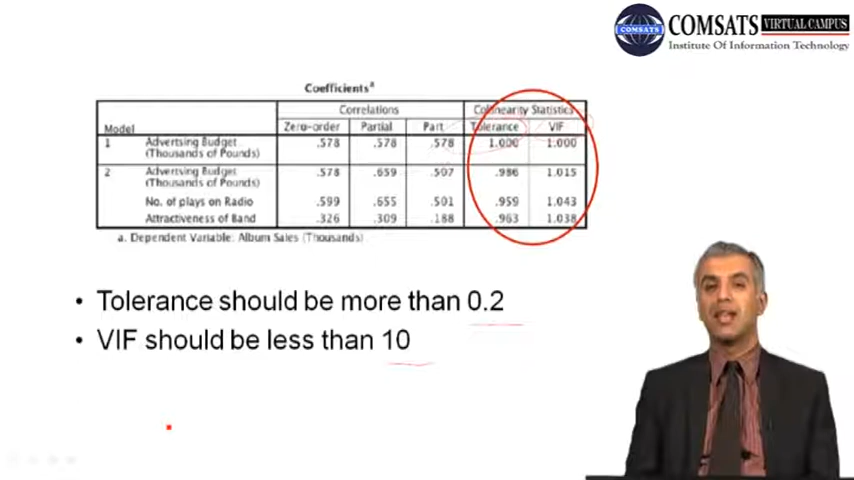 COMSATS VIRTUAL CAMPUS
COMSATS
Institute Of Information Technology
Coefficientsª
Correlations Collinearity Statistics
Model Zero-order Partial Part Tolerance VIF
1 Advertsing Budget .578 .578 .578 1.000 1.000
(Thousands of Pounds)
2 Advertsing Budget .578 .659 .507 .986 1.015
(Thousands of Pounds)
No. of plays on Radio .599 .655 .501 .959 1.043
Attractiveness of Band .326 .309 .188 .963 1.038
a. Dependent Variable: Album Sales (Thousands)
• Tolerance should be more than 0.2
• VIF should be less than 10